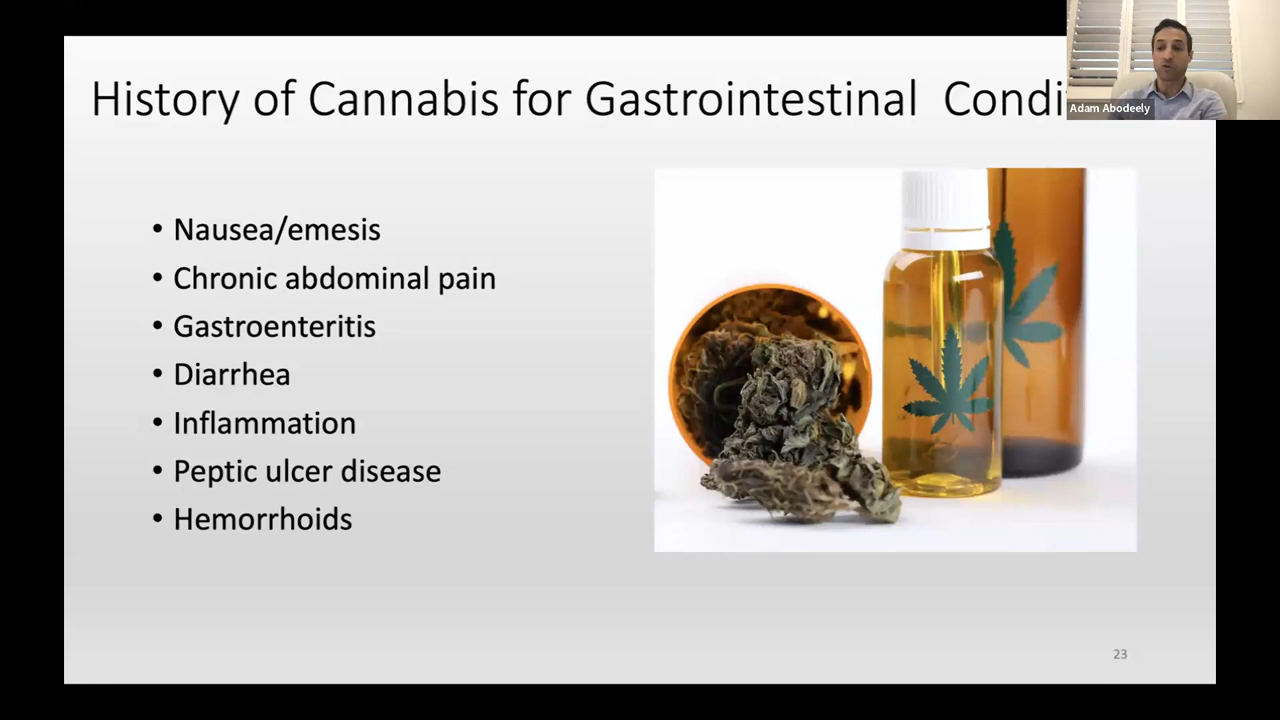 History of Cannabis for Gastrointestinal Condi
Adam Abodeely
• Nausea/emesis
• Chronic abdominal pain
• Gastroenteritis
• Diarrhea
• Inflammation
• Peptic ulcer disease
• Hemorrhoids
23